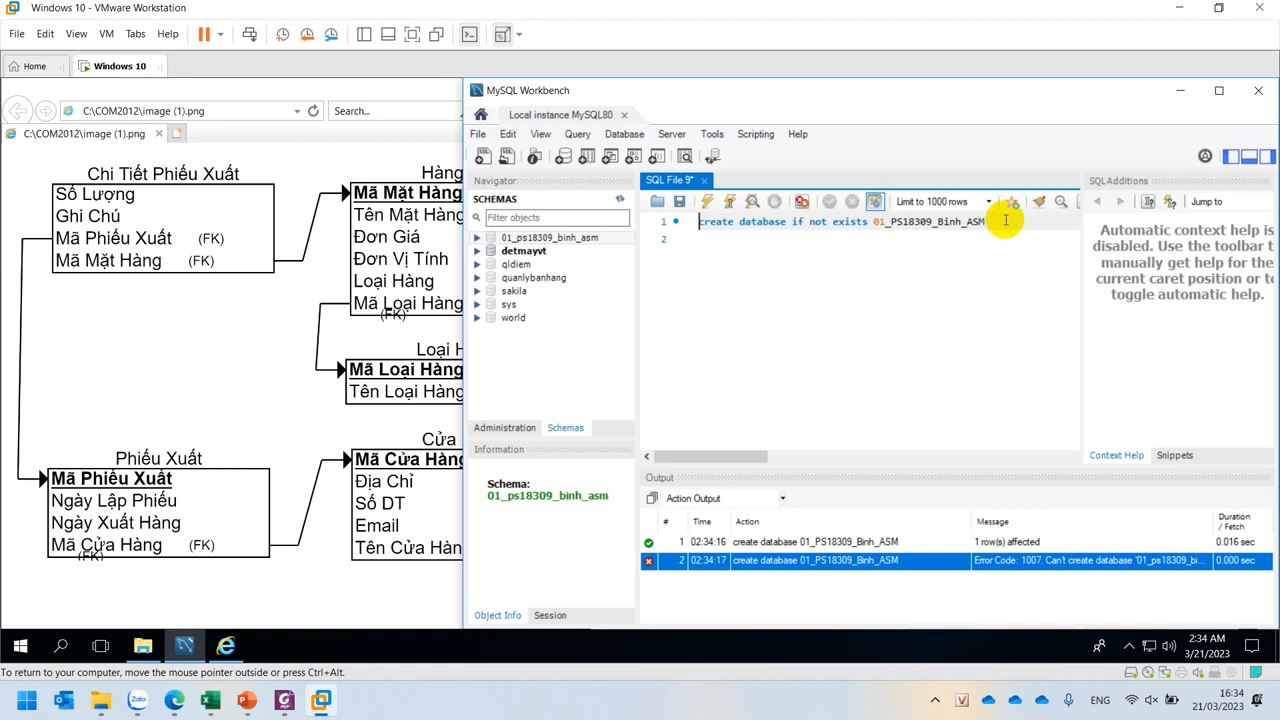 Windows 10 - VMware Workstation
File Edit View VM Tabs Help
Home
Windows 10
C:\COM2012\image (1).png
Search...
C:\COM2012\image (1).png
Chi Tiết Phiếu Xuất
Số Lượng
Ghi Chú
Mã Phiếu Xuất (FK)
Mã Mặt Hàng (FK)
Hàng
Mã Mặt Hàng
Tên Mặt Hàng
Đơn Giá
Đơn Vị Tính
Loại Hàng
Mã Loại Hàng
(FK)
Loại H
Mã Loại Hàng
Tên Loại Hàng
Phiếu Xuất
Mã Phiếu Xuất
Ngày Lập Phiếu
Ngày Xuất Hàng
Mã Cửa Hàng (FK)
(FK)
Cửa
Mã Cửa Hàng
Địa Chỉ
Số DT
Email
Tên Cửa Hàn
MySQL Workbench
Local instance MySQL80
File Edit View Query Database Server Tools Scripting Help
Navigator
SCHEMAS
Filter objects
01_ps18309_binh_asm
detmayvt
qldiem
quanlybanhang
sakila
sys
world
Administration Schemas
Information
Schema:
01_ps18309_binh_asm
Object Info Session
SQL File 9*
Limit to 1000 rows
1 create database if not exists 01_PS18309_Binh_ASM
2
SQLAdditions
Jump to
Automatic context help is
disabled. Use the toolbar t
manually get help for the
current caret position or to
toggle automatic help.
Context Help Snippets
Output
Action Output
# Time Action Message Duration / Fetch
1 02:34:16 create database 01_PS18309_Binh_ASM 1 row(s) affected 0.016 sec
2 02:34:17 create database 01_PS18309_Binh_ASM Error Code: 1007. Can't create database '01_ps18309_bi... 0.000 sec
2:34 AM
3/21/2023
To return to your computer, move the mouse pointer outside or press Ctrl+Alt.
Zalo
ENG
16:34
21/03/2023